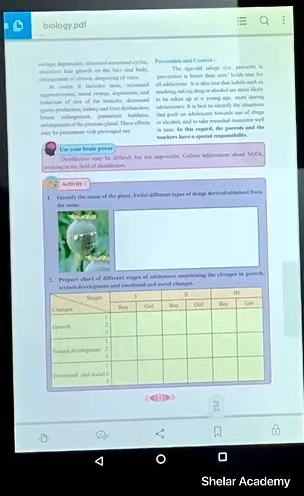 biology.pdf
swings, depression, abnormal menstrual cycles,
excessive hair growth on the face and body,
enlargement of clitoris, deepening of voice.
In males it includes acne, increased
aggressiveness, mood swings, depression, and
reduction of size of the testicles, decreased
sperm production, kidney and liver dysfunction,
breast enlargement, premature baldness,
enlargement of the prostate gland. These effects
may be permanent with prolonged use.
Prevention and Control :
The age-old adage (i.e. proverb) is
'prevention is better than cure' holds true for
all addictions. It is also true that habits such as
smoking, taking drug or alcohol are more likely
to be taken up at a young age, more during
adolescence. It is best to identify the situations
that push an adolescent towards use of drugs
or alcohol, and to take remedial measures well
in time. In this regard, the parents and the
teachers have a special responsibility.
Use your brain power
Deaddiction may be difficult but not impossible. Collect information about NGOs,
working in the field of deaddiction.
Activity :
1. Identify the name of the plant. Enlist different types of drugs derived/obtained from
the same.
2. Prepare chart of different stages of adolescence mentioning the changes in growth,
sexual development and emotional and social changes.
Stages I II III
Changes Boy Girl Boy Girl Boy Girl
Growth 1 2 3
Sexual development 1 2 3
Emotional and social 1 2 3
252
Shelar Academy